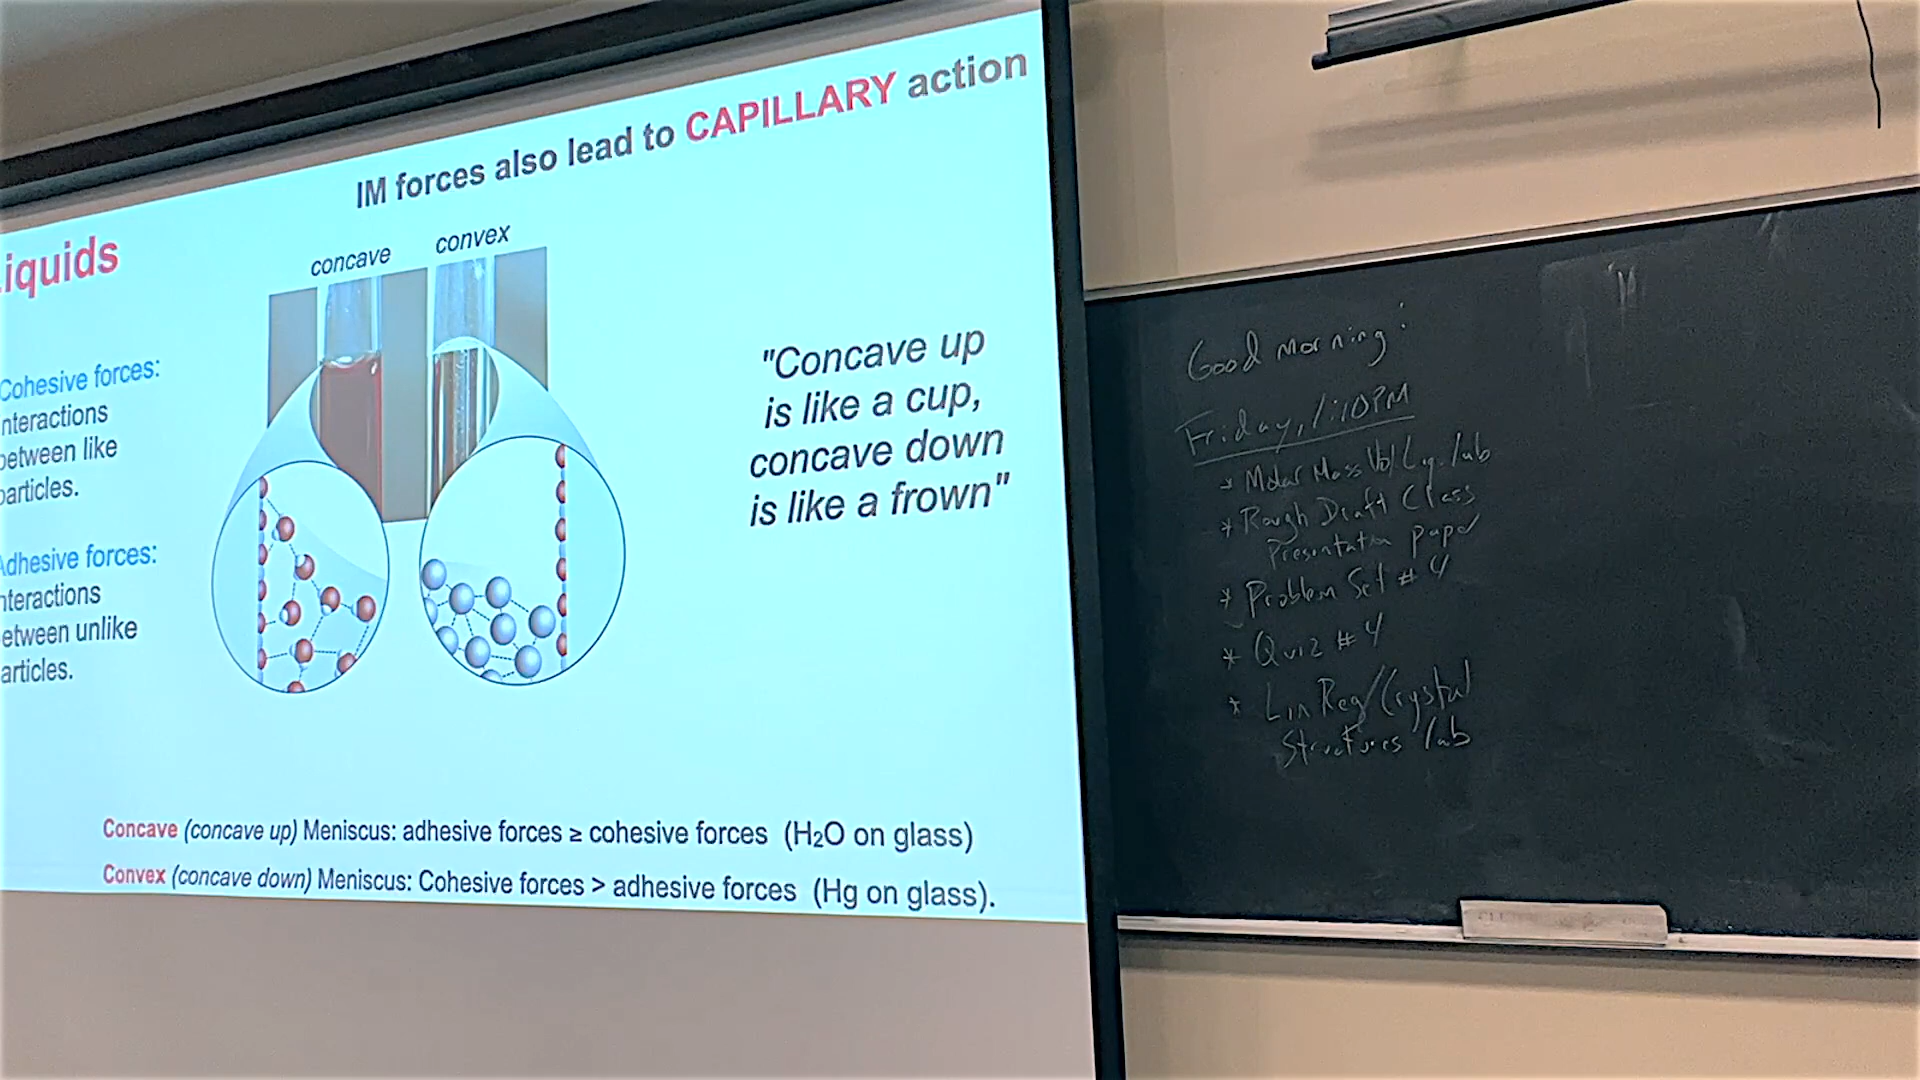 IM forces also lead to CAPILLARY action
iquids
concave
convex
Cohesive forces:
nteractions
between like
particles.
Adhesive forces:
nteractions
etween unlike
articles.
"Concave up
is like a cup,
concave down
is like a frown"
Concave (concave up) Meniscus: adhesive forces ≥ cohesive forces (H₂O on glass)
Convex (concave down) Meniscus: Cohesive forces > adhesive forces (Hg on glass).
Good Morning:
Friday, 1:10PM
* Molar Mass Vol Liq. lab
* Rough Draft Class
Presentation paper
* Problem Set # 4
* Quiz # 4
* Lin Reg/Crystal
Structures lab